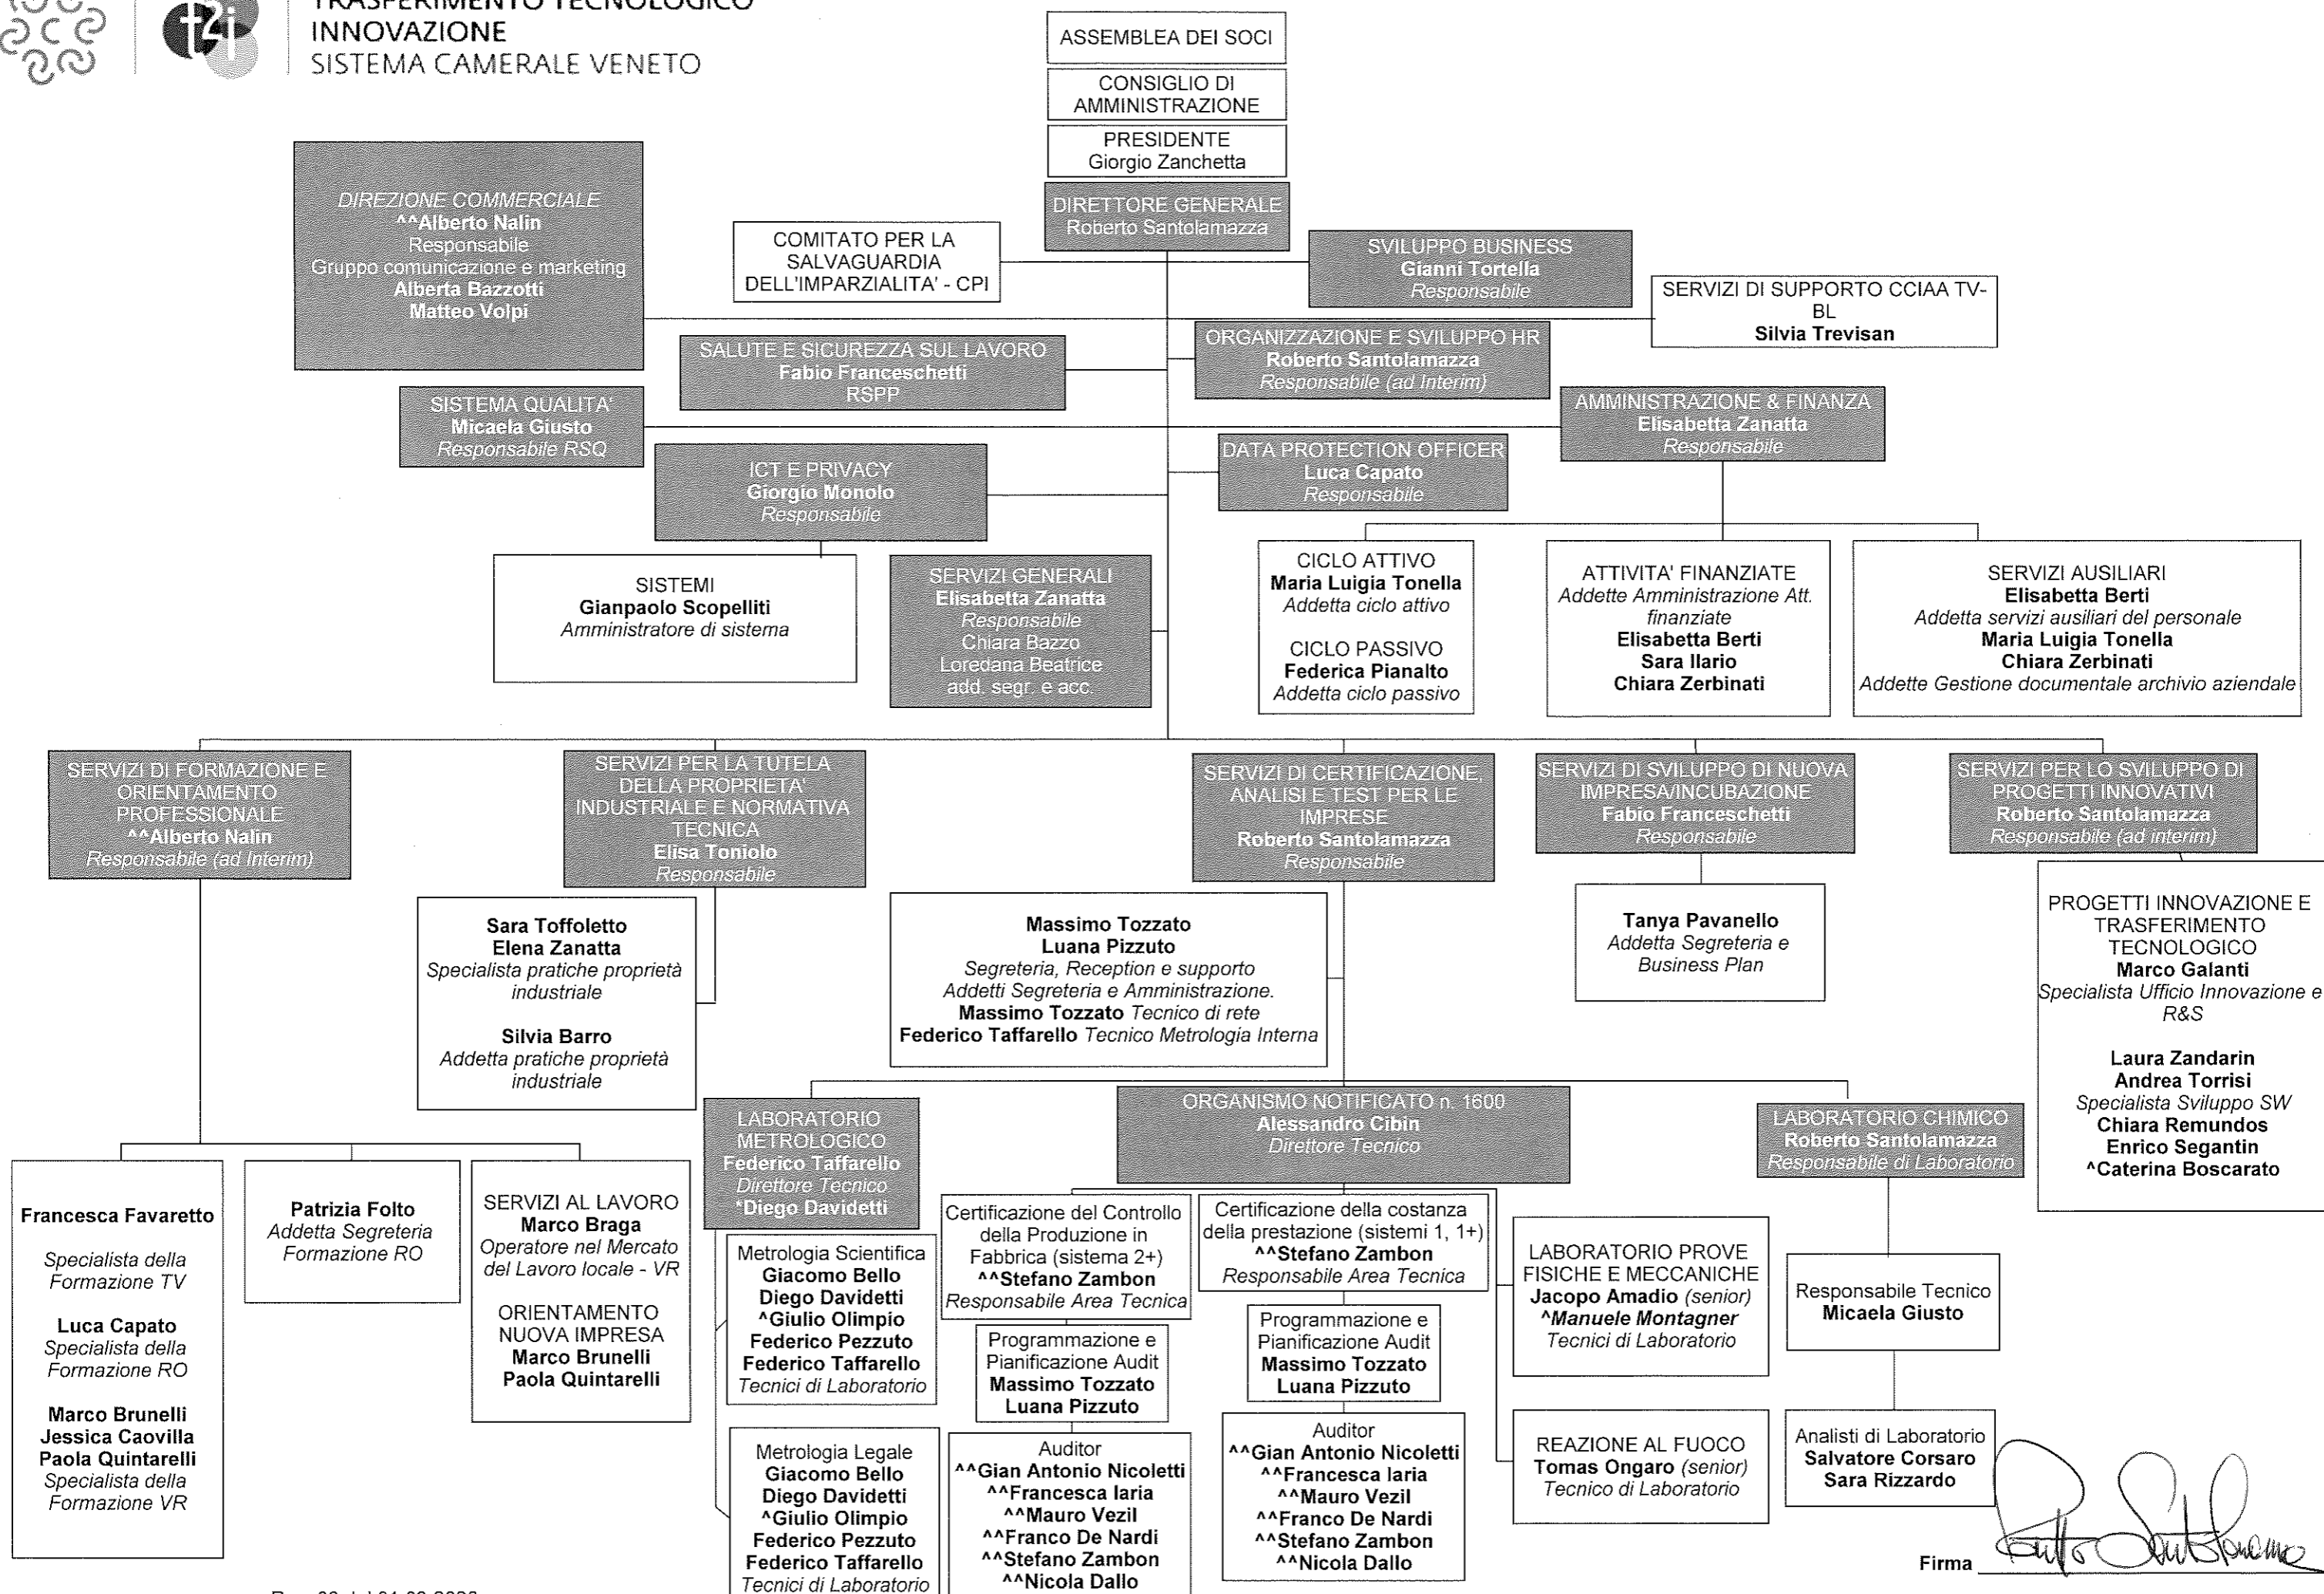 TRASFERIMENTO TECNOLOGICO
INNOVAZIONE
SISTEMA CAMERALE VENETO
t2i
ASSEMBLEA DEI SOCI
CONSIGLIO DI
AMMINISTRAZIONE
PRESIDENTE
Giorgio Zanchetta
DIRETTORE GENERALE
Roberto Santolamazza
DIREZIONE COMMERCIALE
^^Alberto Nalin
Responsabile
Gruppo comunicazione e marketing
Alberta Bazzotti
Matteo Volpi
COMITATO PER LA
SALVAGUARDIA
DELL'IMPARZIALITA' - CPI
SVILUPPO BUSINESS
Gianni Tortella
Responsabile
SERVIZI DI SUPPORTO CCIAA TV-
BL
Silvia Trevisan
SALUTE E SICUREZZA SUL LAVORO
Fabio Franceschetti
RSPP
ORGANIZZAZIONE E SVILUPPO HR
Roberto Santolamazza
Responsabile (ad Interim)
SISTEMA QUALITA'
Micaela Giusto
Responsabile RSQ
AMMINISTRAZIONE & FINANZA
Elisabetta Zanatta
Responsabile
ICT E PRIVACY
Giorgio Monolo
Responsabile
DATA PROTECTION OFFICER
Luca Capato
Responsabile
SISTEMI
Gianpaolo Scopelliti
Amministratore di sistema
SERVIZI GENERALI
Elisabetta Zanatta
Responsabile
Chiara Bazzo
Loredana Beatrice
add. segr. e acc.
CICLO ATTIVO
Maria Luigia Tonella
Addetta ciclo attivo
CICLO PASSIVO
Federica Pianalto
Addetta ciclo passivo
ATTIVITA' FINANZIATE
Addette Amministrazione Att.
finanziate
Elisabetta Berti
Sara Ilario
Chiara Zerbinati
SERVIZI AUSILIARI
Elisabetta Berti
Addetta servizi ausiliari del personale
Maria Luigia Tonella
Chiara Zerbinati
Addette Gestione documentale archivio aziendale
SERVIZI DI FORMAZIONE E
ORIENTAMENTO
PROFESSIONALE
^^Alberto Nalin
Responsabile (ad Interim)
SERVIZI PER LA TUTELA
DELLA PROPRIETA'
INDUSTRIALE E NORMATIVA
TECNICA
Elisa Toniolo
Responsabile
SERVIZI DI CERTIFICAZIONE,
ANALISI E TEST PER LE
IMPRESE
Roberto Santolamazza
Responsabile
SERVIZI DI SVILUPPO DI NUOVA
IMPRESA/INCUBAZIONE
Fabio Franceschetti
Responsabile
SERVIZI PER LO SVILUPPO DI
PROGETTI INNOVATIVI
Roberto Santolamazza
Responsabile (ad interim)
Sara Toffoletto
Elena Zanatta
Specialista pratiche proprietà
industriale
Silvia Barro
Addetta pratiche proprietà
industriale
Massimo Tozzato
Luana Pizzuto
Segreteria, Reception e supporto
Addetti Segreteria e Amministrazione.
Massimo Tozzato Tecnico di rete
Federico Taffarello Tecnico Metrologia Interna
Tanya Pavanello
Addetta Segreteria e
Business Plan
PROGETTI INNOVAZIONE E
TRASFERIMENTO
TECNOLOGICO
Marco Galanti
Specialista Ufficio Innovazione e
R&S
Laura Zandarin
Andrea Torrisi
Specialista Sviluppo SW
Chiara Remundos
Enrico Segantin
^Caterina Boscarato
LABORATORIO
METROLOGICO
Federico Taffarello
Direttore Tecnico
*Diego Davidetti
ORGANISMO NOTIFICATO n. 1600
Alessandro Cibin
Direttore Tecnico
LABORATORIO CHIMICO
Roberto Santolamazza
Responsabile di Laboratorio
Francesca Favaretto
Specialista della
Formazione TV
Luca Capato
Specialista della
Formazione RO
Marco Brunelli
Jessica Caovilla
Paola Quintarelli
Specialista della
Formazione VR
Patrizia Folto
Addetta Segreteria
Formazione RO
SERVIZI AL LAVORO
Marco Braga
Operatore nel Mercato
del Lavoro locale - VR
ORIENTAMENTO
NUOVA IMPRESA
Marco Brunelli
Paola Quintarelli
Metrologia Scientifica
Giacomo Bello
Diego Davidetti
^Giulio Olimpio
Federico Pezzuto
Federico Taffarello
Tecnici di Laboratorio
Metrologia Legale
Giacomo Bello
Diego Davidetti
^Giulio Olimpio
Federico Pezzuto
Federico Taffarello
Tecnici di Laboratorio
Certificazione del Controllo
della Produzione in
Fabbrica (sistema 2+)
^^Stefano Zambon
Responsabile Area Tecnica
Programmazione e
Pianificazione Audit
Massimo Tozzato
Luana Pizzuto
Auditor
^^Gian Antonio Nicoletti
^^Francesca Iaria
^^Mauro Vezil
^^Franco De Nardi
^^Stefano Zambon
^^Nicola Dallo
Certificazione della costanza
della prestazione (sistemi 1, 1+)
^^Stefano Zambon
Responsabile Area Tecnica
Programmazione e
Pianificazione Audit
Massimo Tozzato
Luana Pizzuto
Auditor
^^Gian Antonio Nicoletti
^^Francesca Iaria
^^Mauro Vezil
^^Franco De Nardi
^^Stefano Zambon
^^Nicola Dallo
LABORATORIO PROVE
FISICHE E MECCANICHE
Jacopo Amadio (senior)
^Manuele Montagner
Tecnici di Laboratorio
REAZIONE AL FUOCO
Tomas Ongaro (senior)
Tecnico di Laboratorio
Responsabile Tecnico
Micaela Giusto
Analisti di Laboratorio
Salvatore Corsaro
Sara Rizzardo
Firma